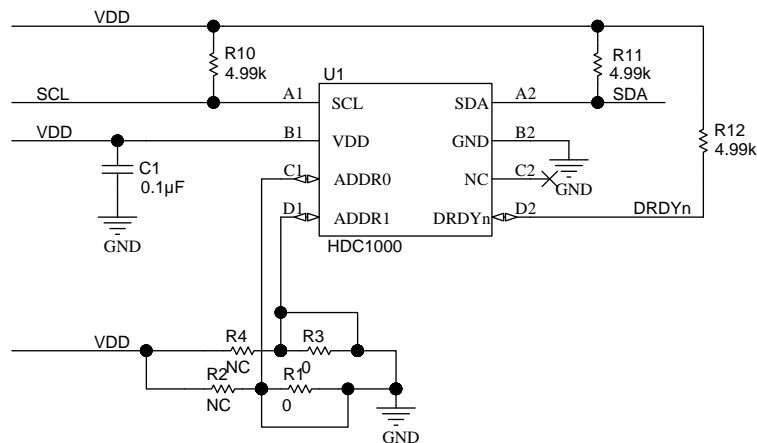 VDD
R10
4.99k
R11
4.99k
U1
SCL
A1
SCL
SDA
A2
SDA
R12
4.99k
VDD
B1
VDD
GND
B2
C1
0.1µF
C1
ADDR0
NC
C2
GND
D1
ADDR1
DRDYn
D2
DRDYn
GND
HDC1000
VDD
R4
NC
R3
0
R2
NC
R1
0
GND